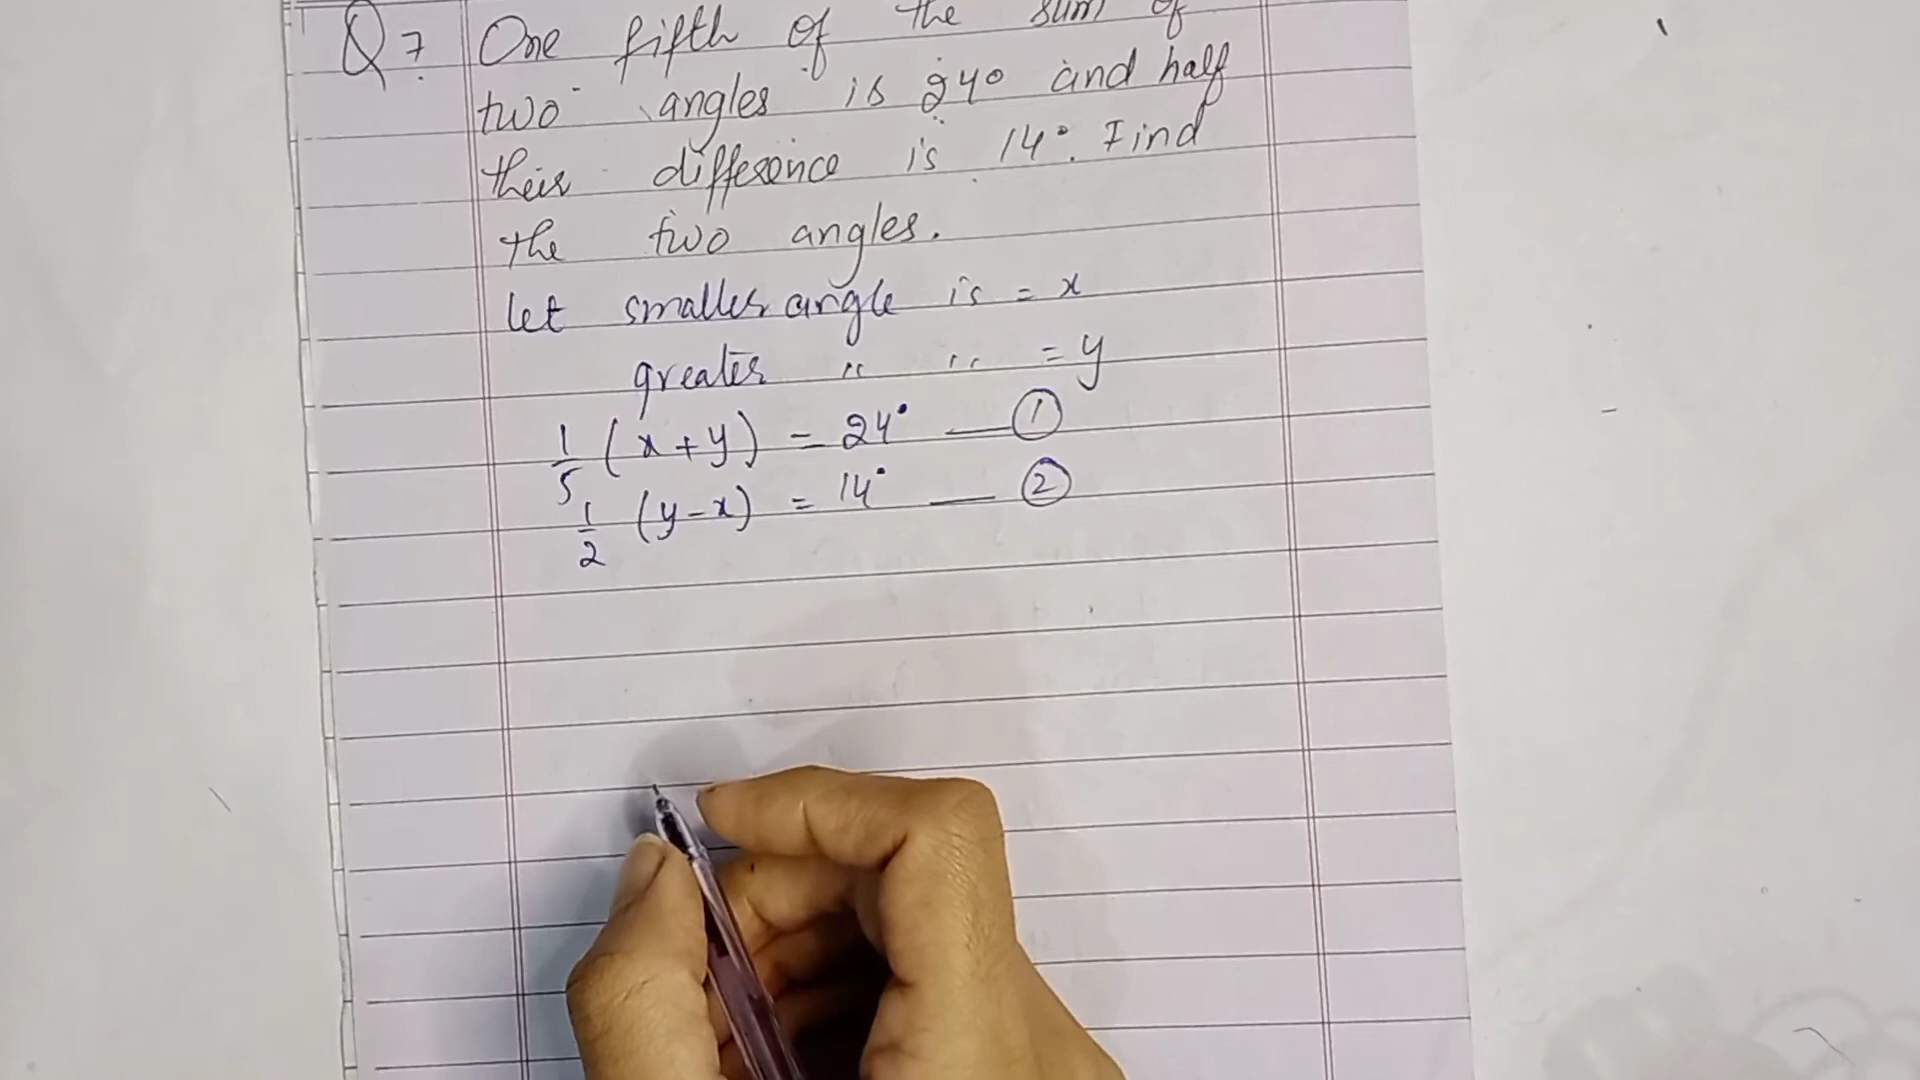 Q7. One fifth of the sum of
two angles is 24° and half
their difference is 14°. Find
the two angles.
let smaller angle is = x
greater " " = y
1/5 (x+y) = 24° — ①
1/2 (y-x) = 14° — ②